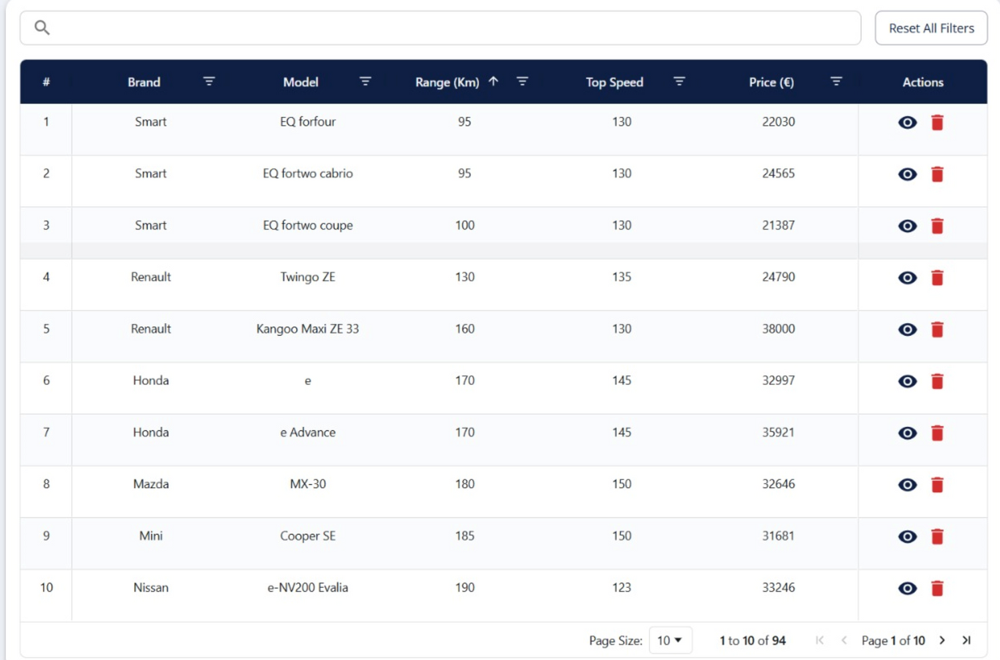 Reset All Filters
# Brand Model Range (Km) Top Speed Price (€) Actions
1 Smart EQ forfour 95 130 22030
2 Smart EQ fortwo cabrio 95 130 24565
3 Smart EQ fortwo coupe 100 130 21387
4 Renault Twingo ZE 130 135 24790
5 Renault Kangoo Maxi ZE 33 160 130 38000
6 Honda e 170 145 32997
7 Honda e Advance 170 145 35921
8 Mazda MX-30 180 150 32646
9 Mini Cooper SE 185 150 31681
10 Nissan e-NV200 Evalia 190 123 33246
Page Size: 10 1 to 10 of 94 Page 1 of 10